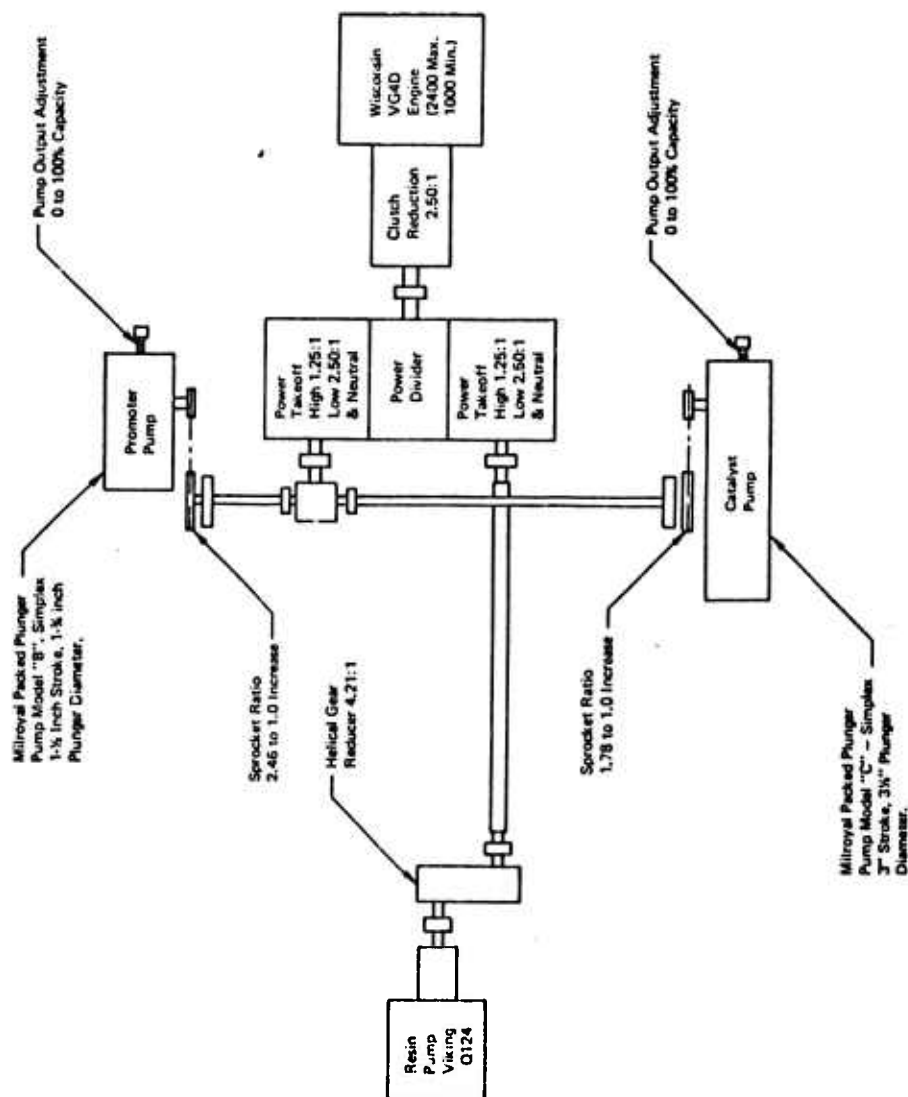 Milroyal Packed Plunger
Pump Model "B". Simplex
1-½ Inch Stroke, 1-¾ inch
Plunger Diameter.
Promoter
Pump
Pump Output Adjustment
0 to 100% Capacity
Sprocket Ratio
2.46 to 1.0 Increase
Helical Gear
Reducer 4.21:1
Power
Takeoff
High 1.25:1
Low 2.50:1
& Neutral
Power
Divider
Power
Takeoff
High 1.25:1
Low 2.50:1
& Neutral
Clutch
Reduction
2.50:1
Wisconsin
VG4D
Engine
(2400 Max.
1000 Min.)
Resin
Pump
Viking
Q124
Sprocket Ratio
1.78 to 1.0 Increase
Catalyst
Pump
Pump Output Adjustment
0 to 100% Capacity
Milroyal Packed Plunger
Pump Model "C" – Simplex
3" Stroke, 3½" Plunger
Diameter.